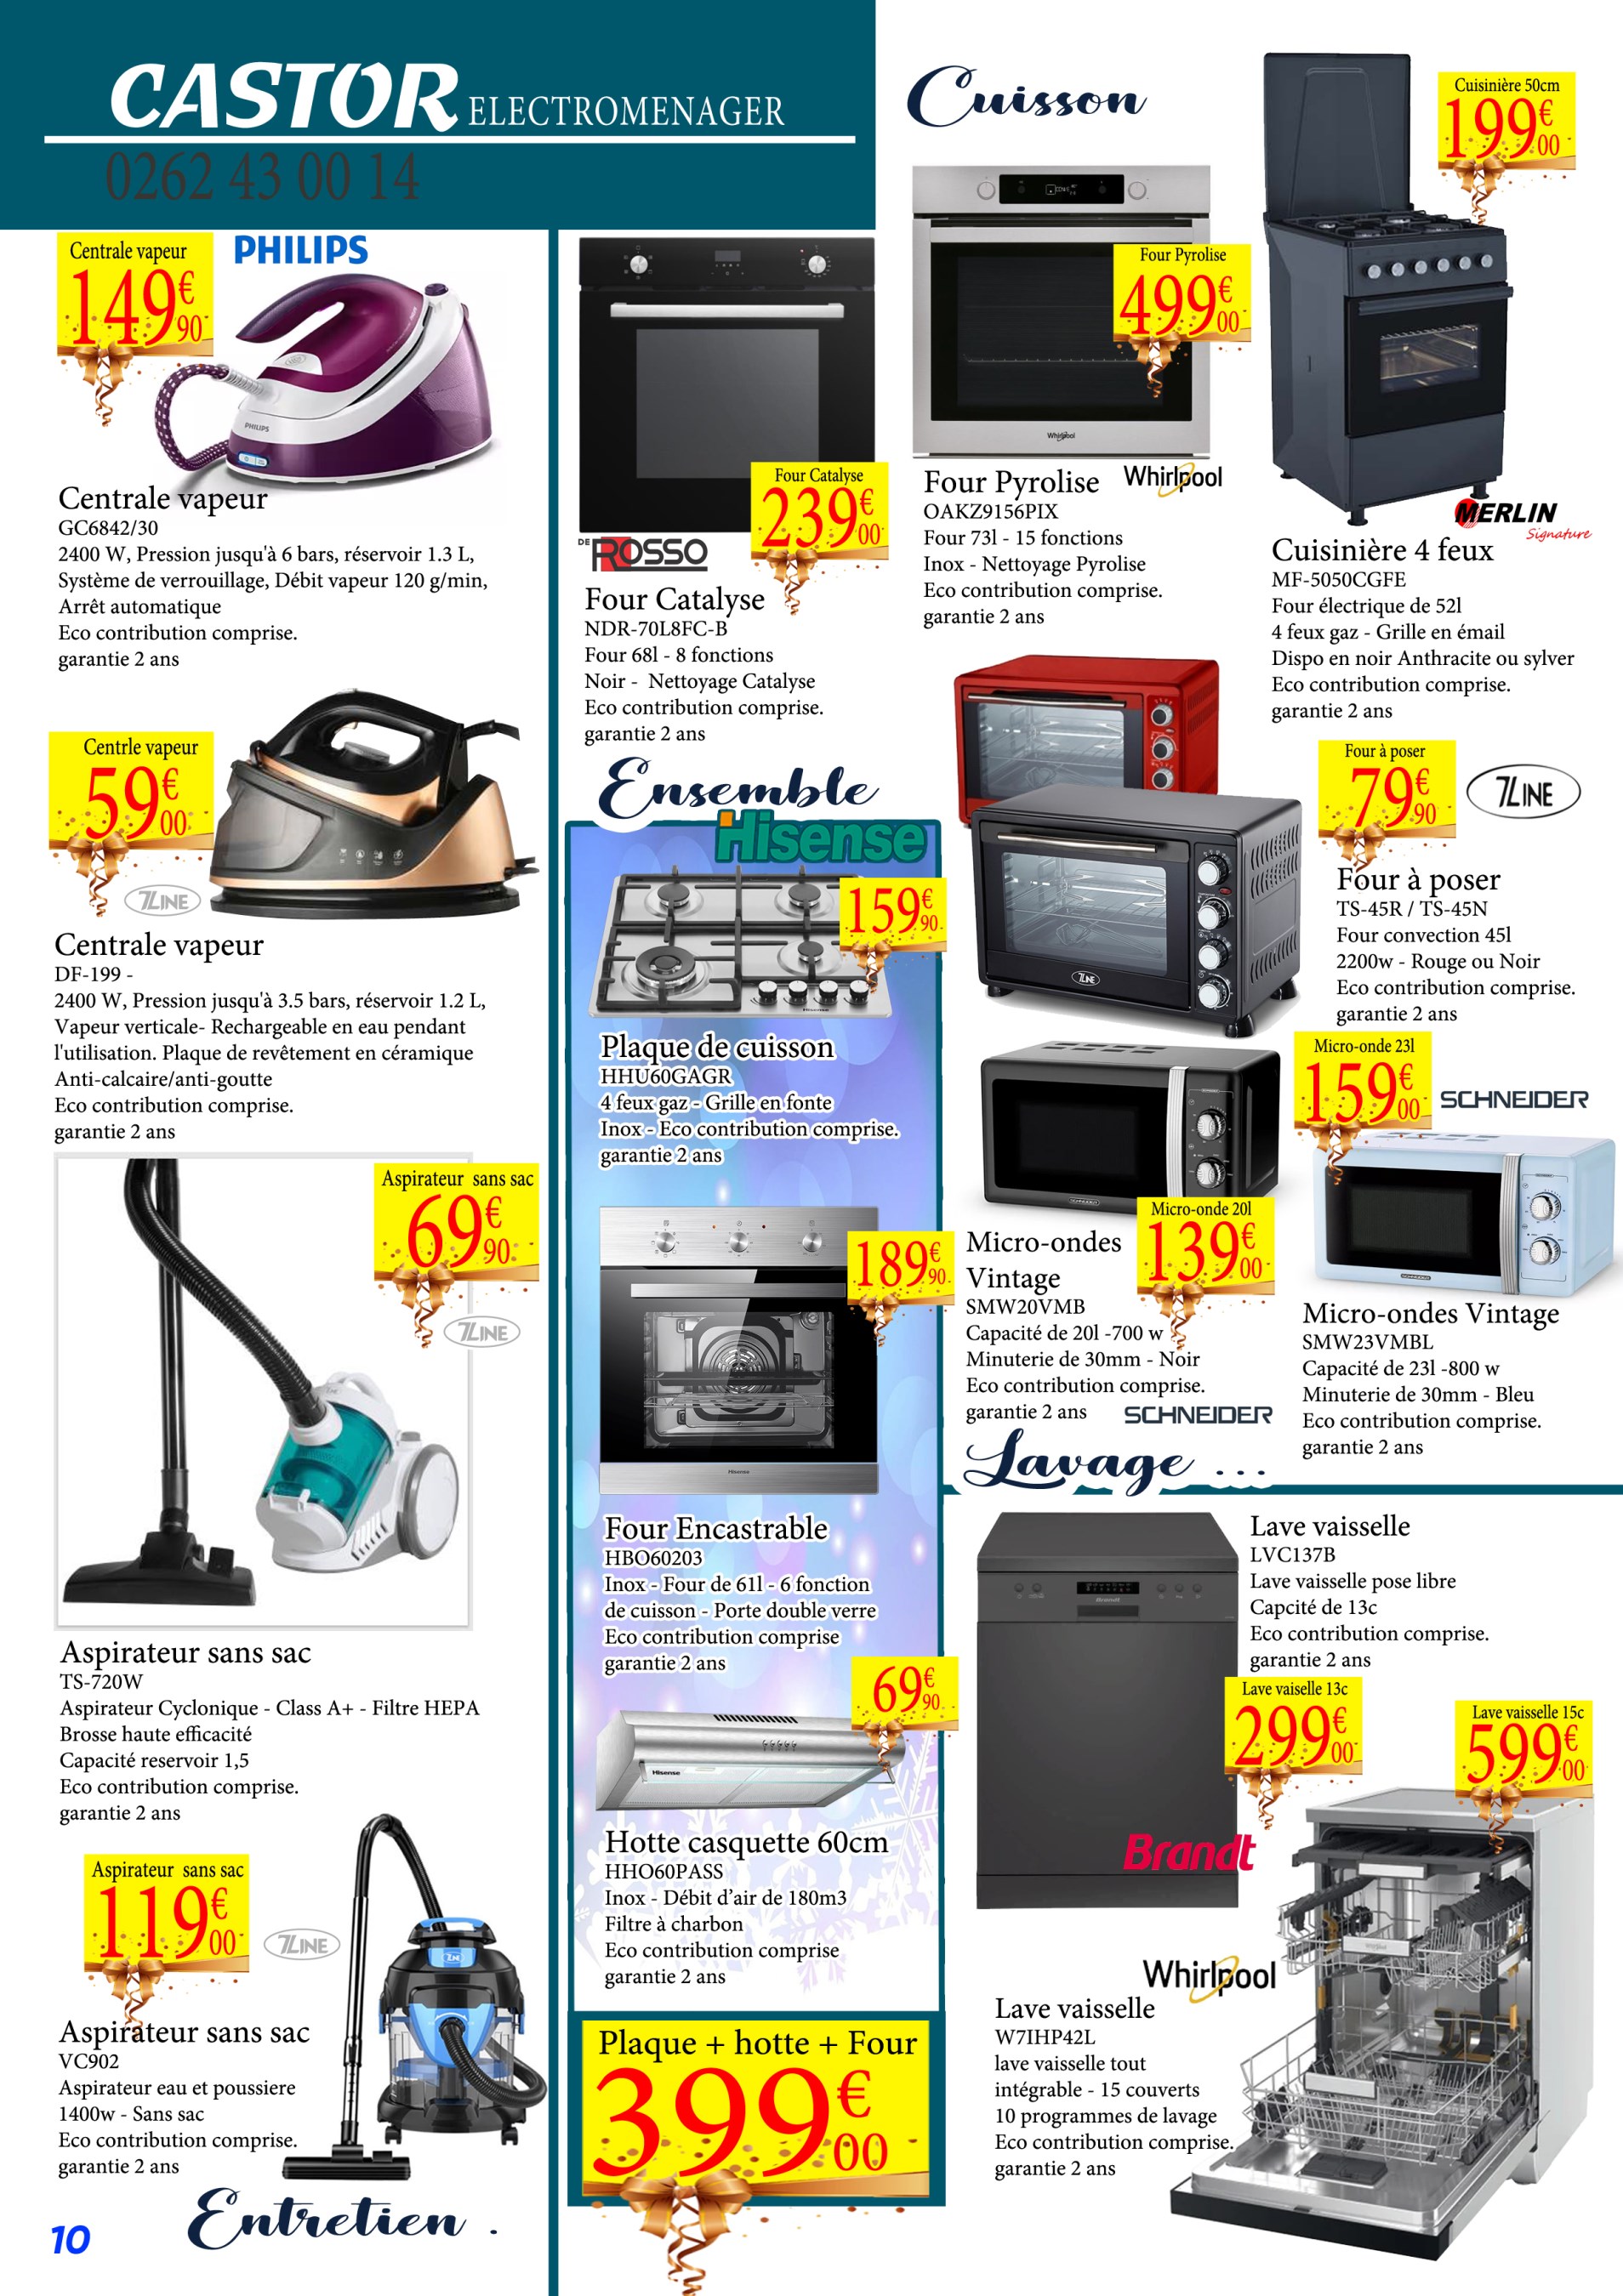 CASTOR ELECTROMENAGER
0262 43 00 14
Centrale vapeur
149€90
PHILIPS
PHILIPS
Centrale vapeur
GC6842/30
2400 W, Pression jusqu'à 6 bars, réservoir 1.3 L,
Système de verrouillage, Débit vapeur 120 g/min,
Arrêt automatique
Eco contribution comprise.
garantie 2 ans
Centrle vapeur
59€00
7LINE
Centrale vapeur
DF-199 -
2400 W, Pression jusqu'à 3.5 bars, réservoir 1.2 L,
Vapeur verticale- Rechargeable en eau pendant
l'utilisation. Plaque de revêtement en céramique
Anti-calcaire/anti-goutte
Eco contribution comprise.
garantie 2 ans
Aspirateur sans sac
69€90
7LINE
Aspirateur sans sac
TS-720W
Aspirateur Cyclonique - Class A+ - Filtre HEPA
Brosse haute efficacité
Capacité reservoir 1,5
Eco contribution comprise.
garantie 2 ans
Aspirateur sans sac
119€00
7LINE
Aspirateur sans sac
VC902
Aspirateur eau et poussiere
1400w - Sans sac
Eco contribution comprise.
garantie 2 ans
Entretien .
10
Four Catalyse
239€00
DE ROSSO
Four Catalyse
NDR-70L8FC-B
Four 68l - 8 fonctions
Noir - Nettoyage Catalyse
Eco contribution comprise.
garantie 2 ans
Ensemble
Hisense
159€90
Hisense
Plaque de cuisson
HHU60GAGR
4 feux gaz - Grille en fonte
Inox - Eco contribution comprise.
garantie 2 ans
189€90
Hisense
Four Encastrable
HBO60203
Inox - Four de 61l - 6 fonction
de cuisson - Porte double verre
Eco contribution comprise
garantie 2 ans
69€90
Hisense
Hotte casquette 60cm
HHO60PASS
Inox - Débit d’air de 180m3
Filtre à charbon
Eco contribution comprise
garantie 2 ans
Plaque + hotte + Four
399€00
Cuisson
Four Pyrolise
499€00
Whirlpool
Four Pyrolise
Whirlpool
OAKZ9156PIX
Four 73l - 15 fonctions
Inox - Nettoyage Pyrolise
Eco contribution comprise.
garantie 2 ans
Cuisinière 50cm
199€00
MERLIN
Signature
Cuisinière 4 feux
MF-5050CGFE
Four électrique de 52l
4 feux gaz - Grille en émail
Dispo en noir Anthracite ou sylver
Eco contribution comprise.
garantie 2 ans
Four à poser
79€90
7LINE
7LINE
Four à poser
TS-45R / TS-45N
Four convection 45l
2200w - Rouge ou Noir
Eco contribution comprise.
garantie 2 ans
Micro-onde 23l
159€00
SCHNEIDER
Micro-onde 20l
139€00
Micro-ondes
Vintage
SMW20VMB
Capacité de 20l -700 w
Minuterie de 30mm - Noir
Eco contribution comprise.
garantie 2 ans
SCHNEIDER
Micro-ondes Vintage
SMW23VMBL
Capacité de 23l -800 w
Minuterie de 30mm - Bleu
Eco contribution comprise.
garantie 2 ans
Lavage ...
Brandt
Lave vaisselle
LVC137B
Lave vaisselle pose libre
Capcité de 13c
Eco contribution comprise.
garantie 2 ans
Lave vaiselle 13c
299€00
Brandt
Lave vaisselle 15c
599€00
Whirlpool
Lave vaisselle
W7IHP42L
lave vaisselle tout
intégrable - 15 couverts
10 programmes de lavage
Eco contribution comprise.
garantie 2 ans